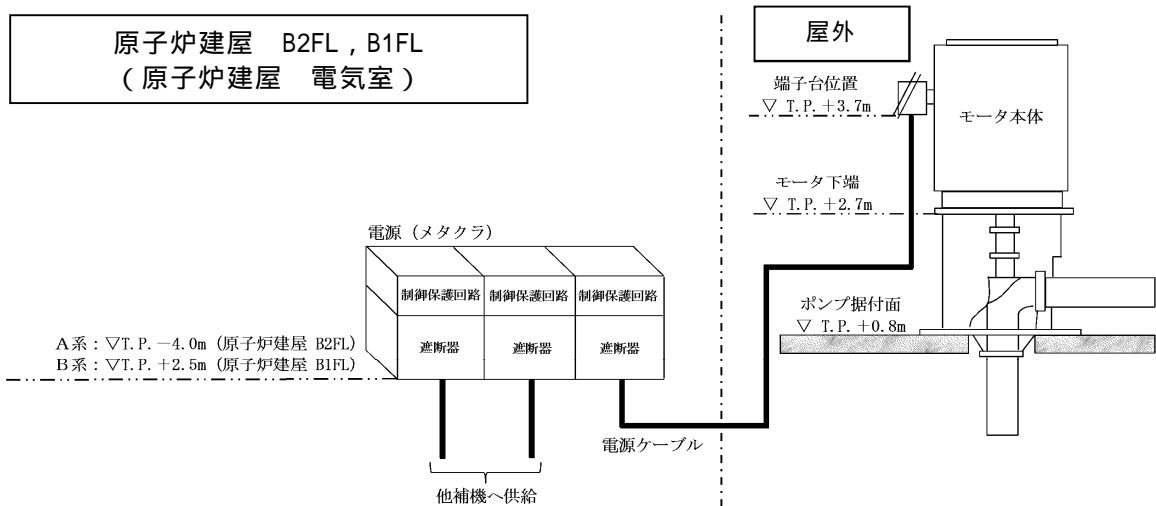 原子炉建屋 B2FL,B1FL
(原子炉建屋 電気室)
屋外
端子台位置
▽ T.P.+3.7m
モータ本体
モータ下端
▽ T.P.+2.7m
電源(メタクラ)
制御保護回路 制御保護回路 制御保護回路
遮断器 遮断器 遮断器
ポンプ据付面
▽ T.P.+0.8m
A系:▽T.P.-4.0m (原子炉建屋 B2FL)
B系:▽T.P.+2.5m (原子炉建屋 B1FL)
電源ケーブル
他補機へ供給